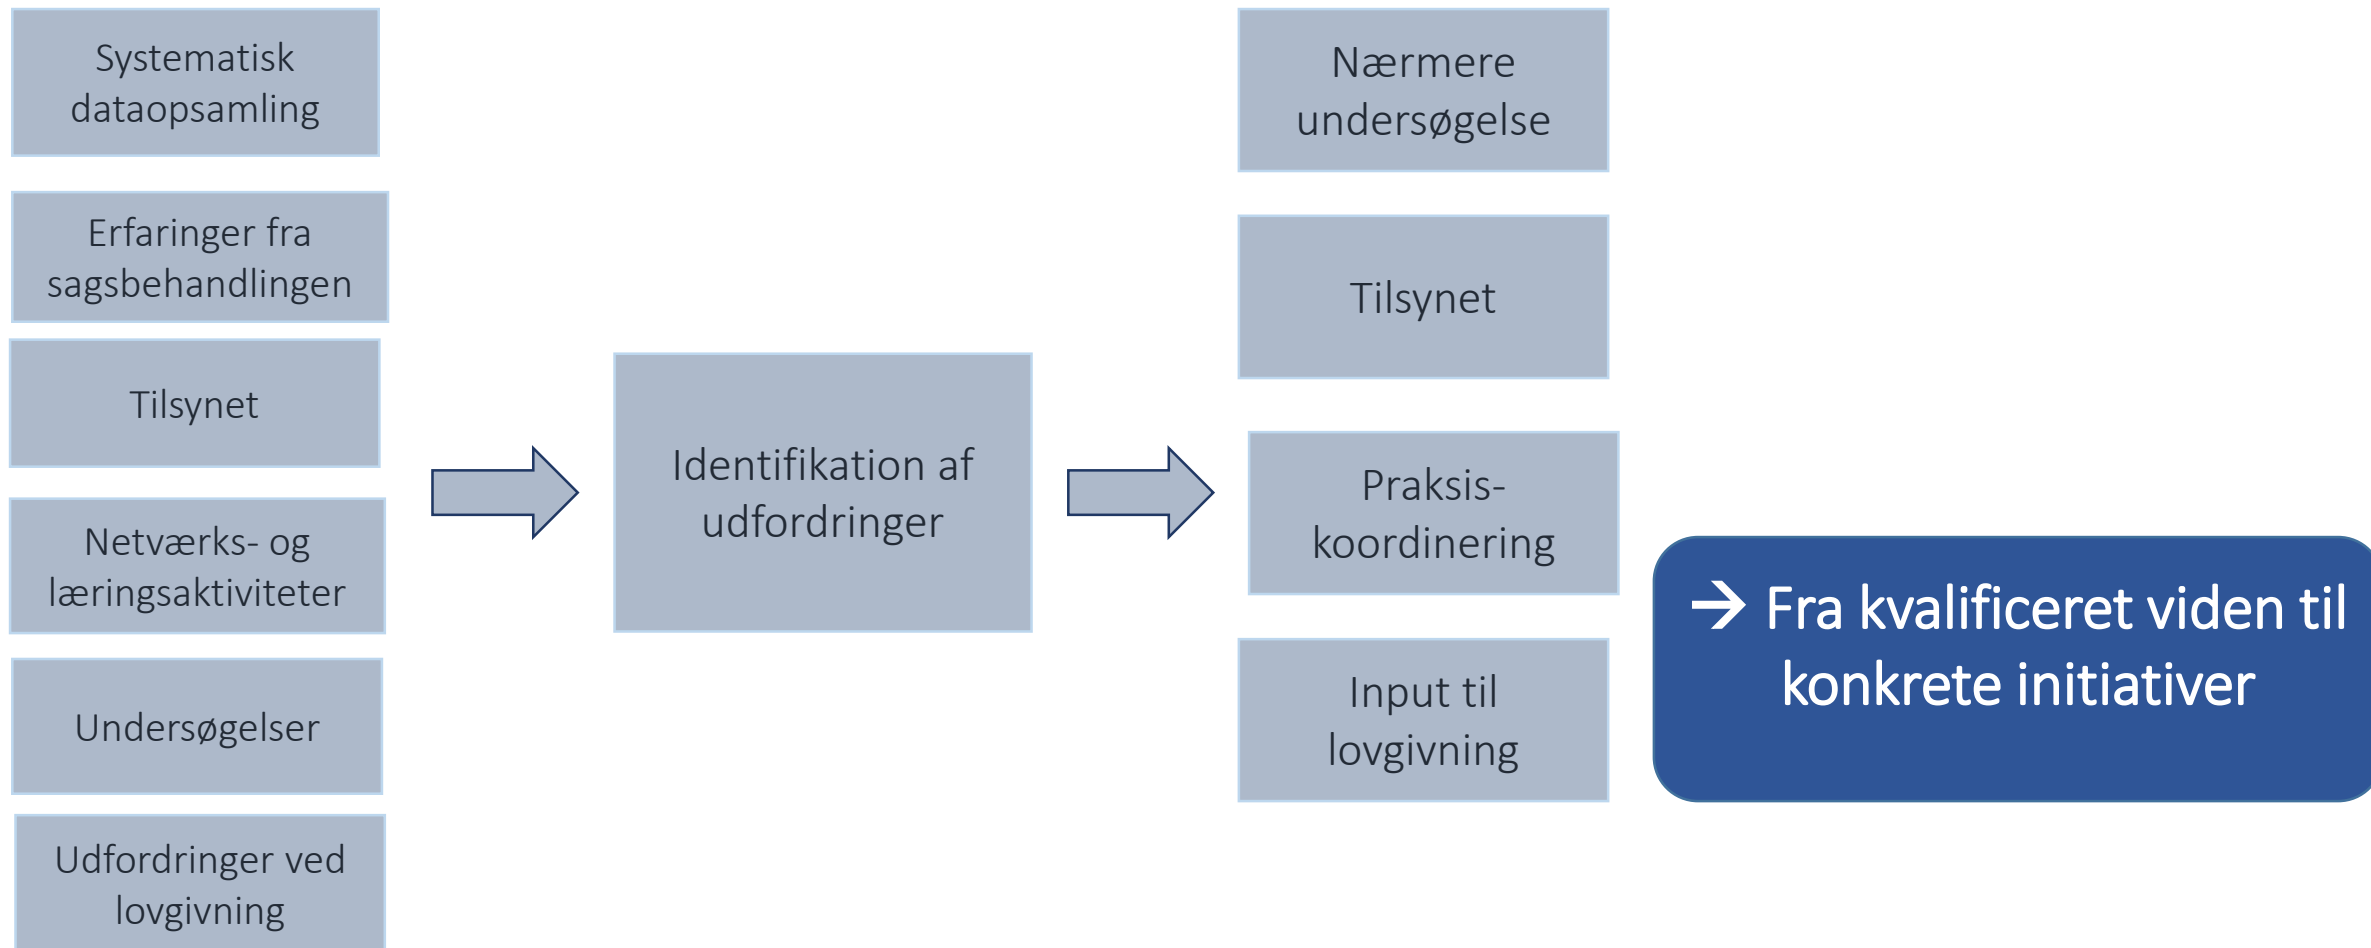 Systematisk
dataopsamling
Erfaringer fra
sagsbehandlingen
Tilsynet
Netværks- og
læringsaktiviteter
Undersøgelser
Udfordringer ved
lovgivning
Identifikation af
udfordringer
Nærmere
undersøgelse
Tilsynet
Praksis-
koordinering
Input til
lovgivning
→ Fra kvalificeret viden til
konkrete initiativer